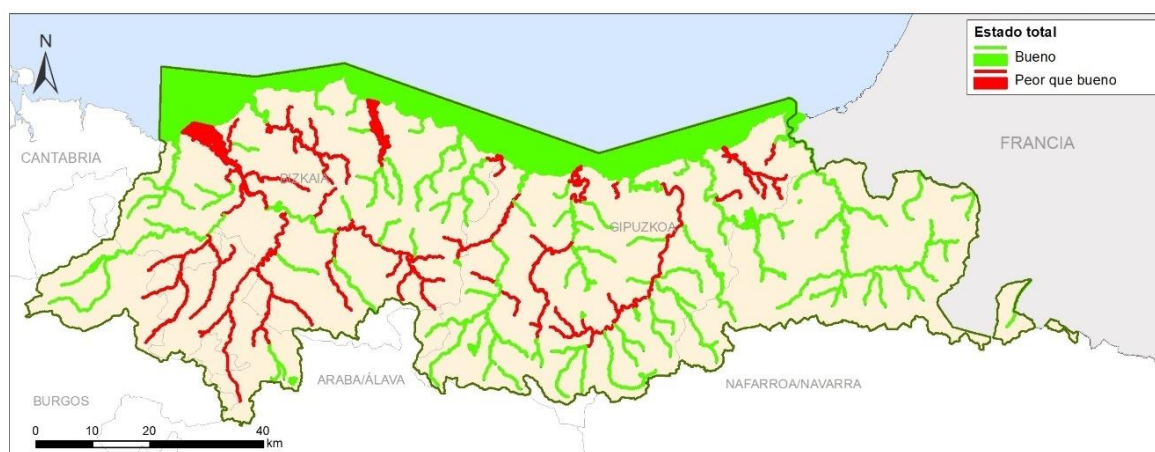 N
Estado total
Bueno
Peor que bueno
CANTABRIA
FRANCIA
BIZKAIA
GIPUZKOA
ARABA/ÁLAVA
NAFARROA/NAVARRA
BURGOS
0 10 20 40
km